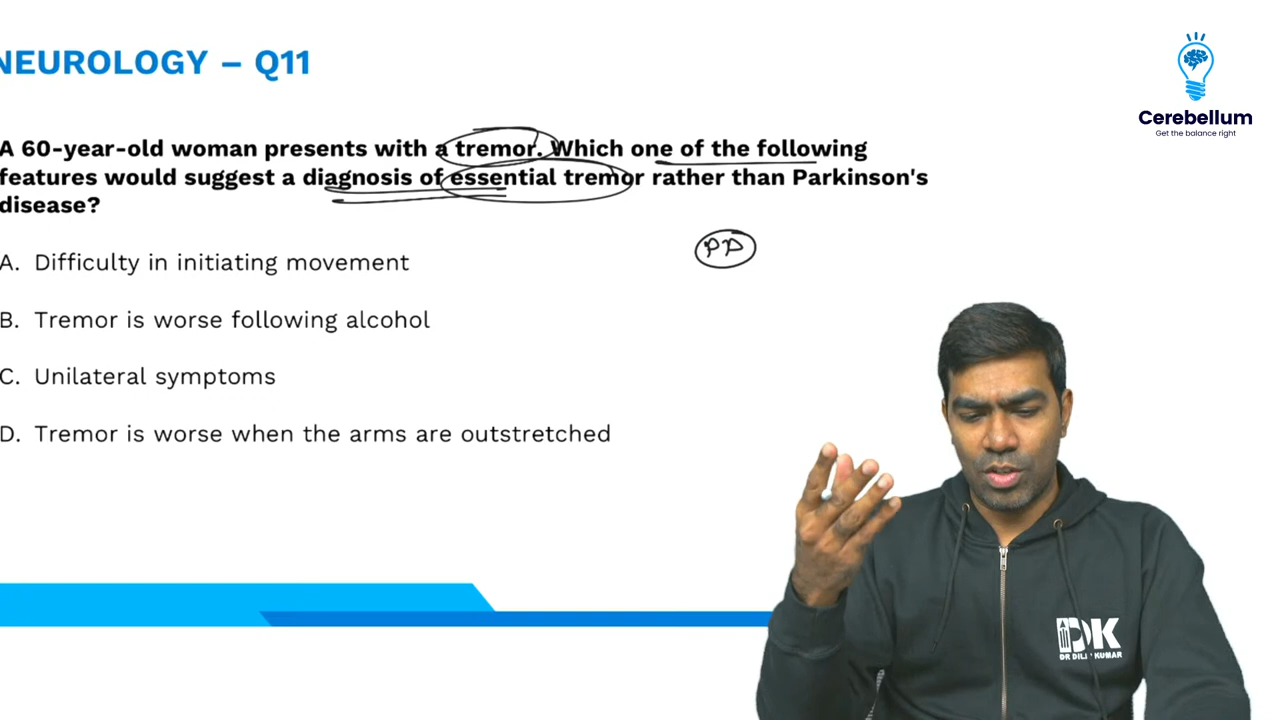 NEUROLOGY – Q11
Cerebellum
Get the balance right
A 60-year-old woman presents with a tremor. Which one of the following
features would suggest a diagnosis of essential tremor rather than Parkinson's
disease?
PD
A. Difficulty in initiating movement
B. Tremor is worse following alcohol
C. Unilateral symptoms
D. Tremor is worse when the arms are outstretched
DK